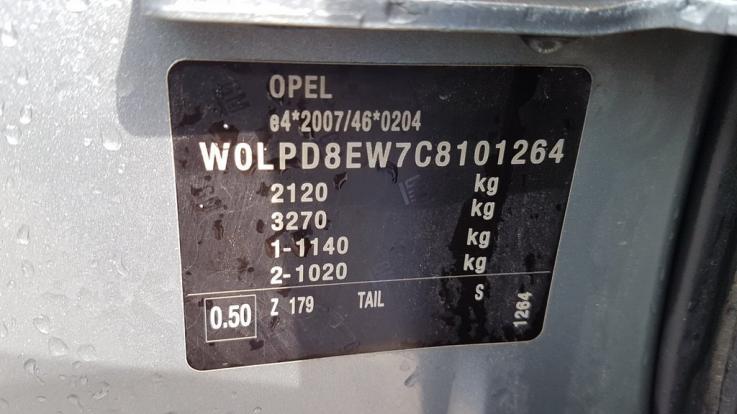 OPEL
e4*2007/46*0204
W0LPD8EW7C8101264
2120 kg
3270 kg
1-1140 kg
2-1020 kg
0.50 Z 179 TAIL S
1264